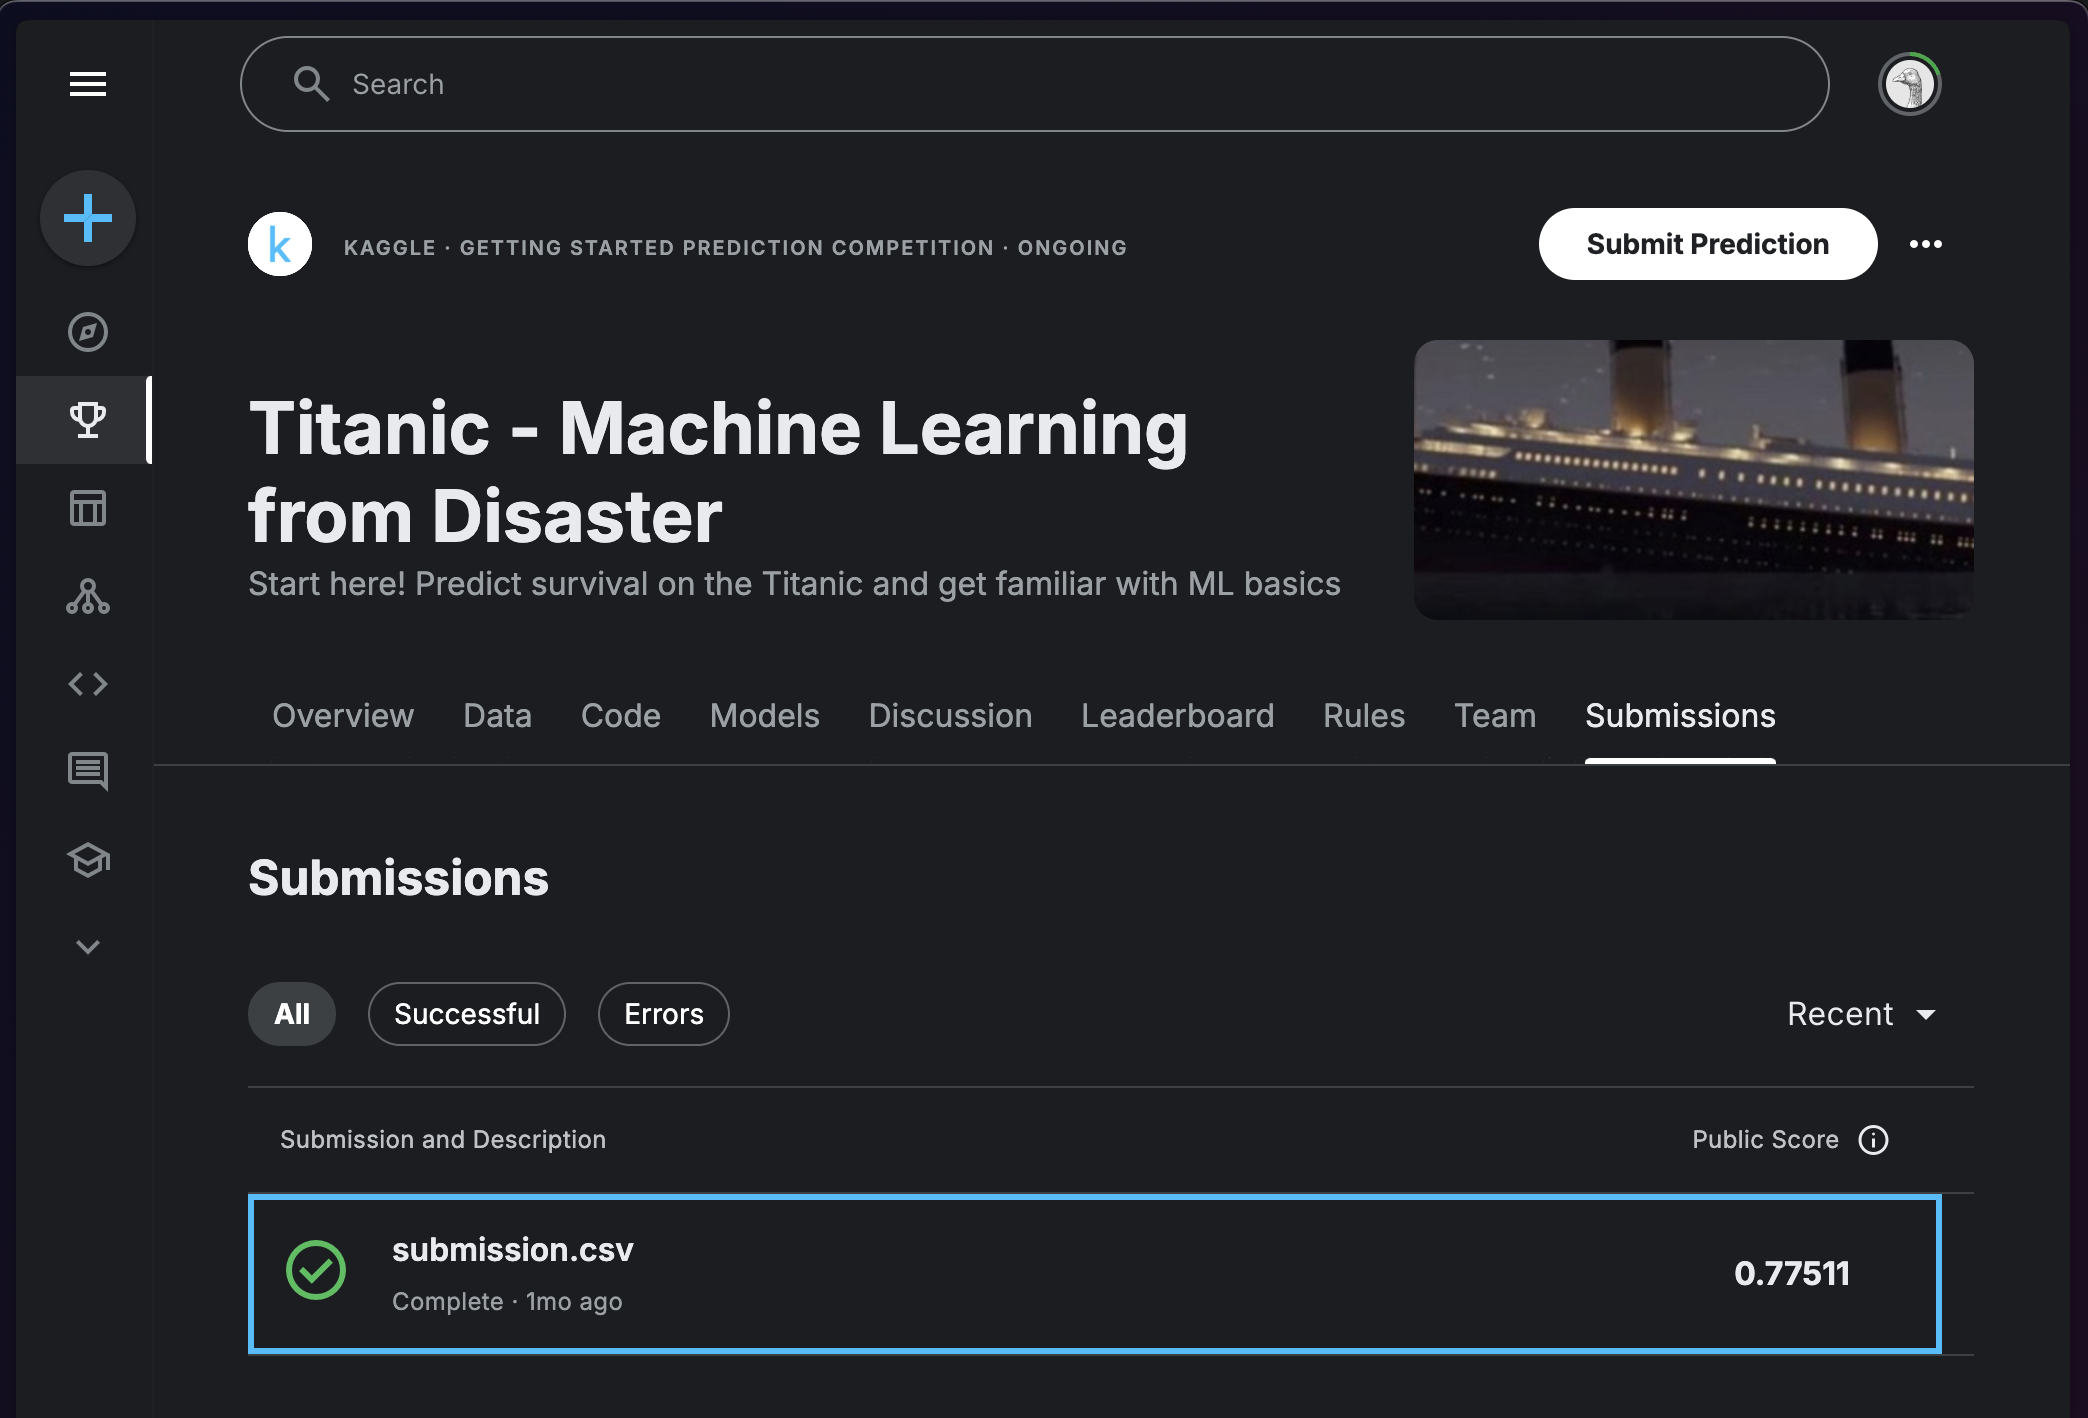 Search
k
KAGGLE · GETTING STARTED PREDICTION COMPETITION · ONGOING
Submit Prediction
Titanic - Machine Learning
from Disaster
Start here! Predict survival on the Titanic and get familiar with ML basics
Overview Data Code Models Discussion Leaderboard Rules Team Submissions
Submissions
All Successful Errors Recent
Submission and Description Public Score
submission.csv 0.77511
Complete · 1mo ago